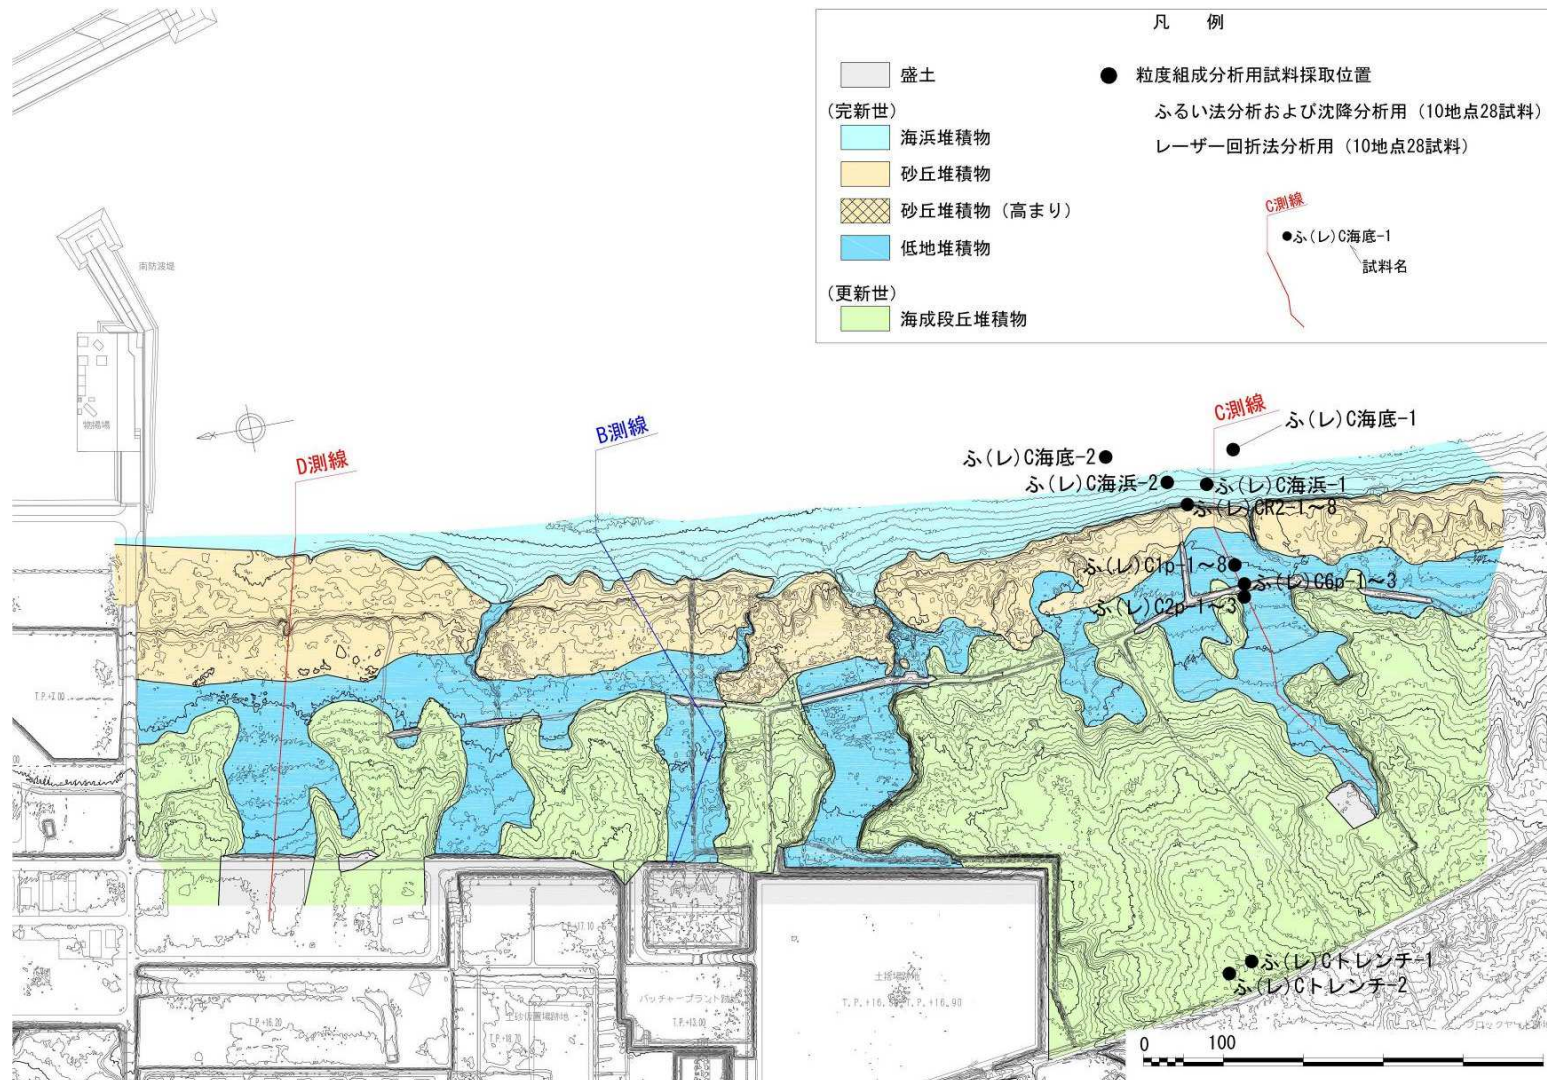 凡 例
盛土
(完新世)
海浜堆積物
砂丘堆積物
砂丘堆積物（高まり）
低地堆積物
(更新世)
海成段丘堆積物
● 粒度組成分析用試料採取位置
ふるい法分析および沈降分析用（10地点28試料）
レーザー回折法分析用（10地点28試料）
C測線
ふ(レ)C海底-1
試料名
南防波堤
物揚場
D測線
B測線
C測線
ふ(レ)C海底-1
ふ(レ)C海底-2
ふ(レ)C海浜-2
ふ(レ)C海浜-1
ふ(レ)CR2-1～8
ふ(レ)C1p-1～8
ふ(レ)C6p-1～3
ふ(レ)C2p-1～3
ふ(レ)Cトレンチ-1
ふ(レ)Cトレンチ-2
バッチャープラント跡
T.P.+13.00
T.P.+16.20
0 100